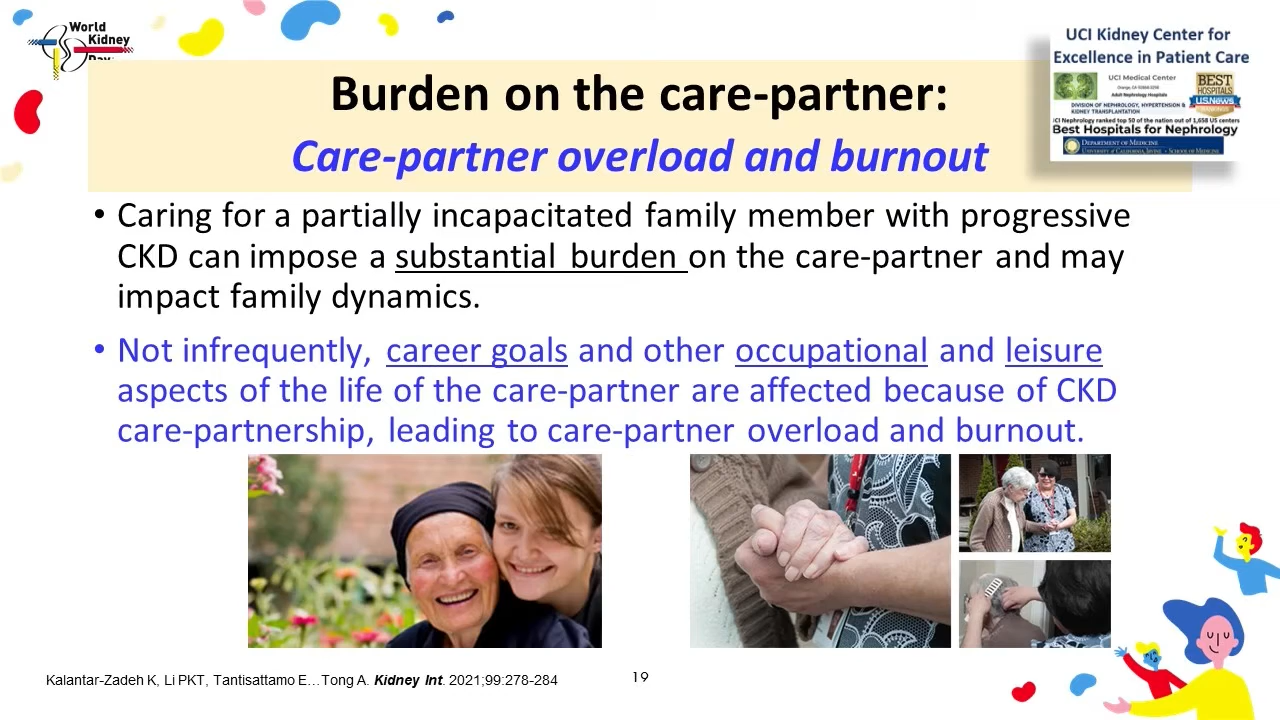 World
Kidney
Day
UCI Kidney Center for
Excellence in Patient Care
UCI Medical Center
Orange, CA
Adult Nephrology Hospitals
BEST
HOSPITALS
U.S.News
DIVISION OF NEPHROLOGY, HYPERTENSION &
KIDNEY TRANSPLANTATION
UCI Nephrology ranked top 50 of the nation out of 1,658 US centers
Best Hospitals for Nephrology
DEPARTMENT OF MEDICINE
UNIVERSITY OF CALIFORNIA, IRVINE • SCHOOL OF MEDICINE
Burden on the care-partner:
Care-partner overload and burnout
• Caring for a partially incapacitated family member with progressive
CKD can impose a substantial burden on the care-partner and may
impact family dynamics.
• Not infrequently, career goals and other occupational and leisure
aspects of the life of the care-partner are affected because of CKD
care-partnership, leading to care-partner overload and burnout.
Kalantar-Zadeh K, Li PKT, Tantisattamo E…Tong A. Kidney Int. 2021;99:278-284
19